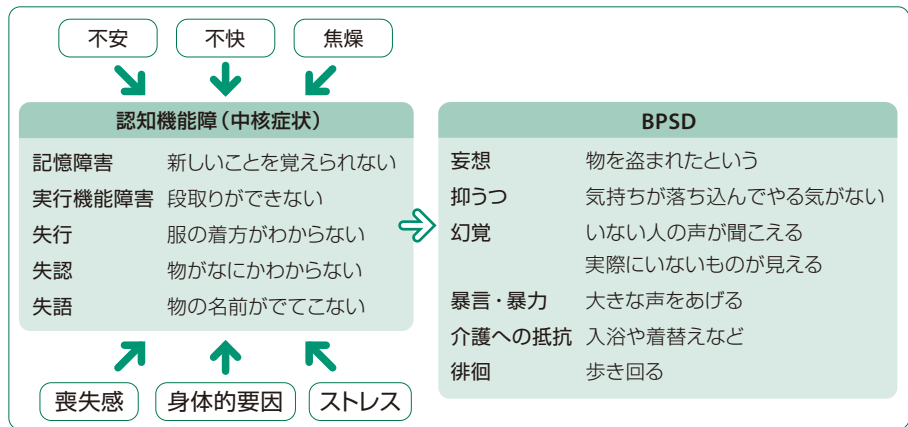 不安 不快 焦燥
認知機能障(中核症状)
記憶障害 新しいことを覚えられない
実行機能障害 段取りができない
失行 服の着方がわからない
失認 物がなにかわからない
失語 物の名前がでてこない
喪失感 身体的要因 ストレス
BPSD
妄想 物を盗まれたという
抑うつ 気持ちが落ち込んでやる気がない
幻覚 いない人の声が聞こえる
実際にいないものが見える
暴言・暴力 大きな声をあげる
介護への抵抗 入浴や着替えなど
徘徊 歩き回る